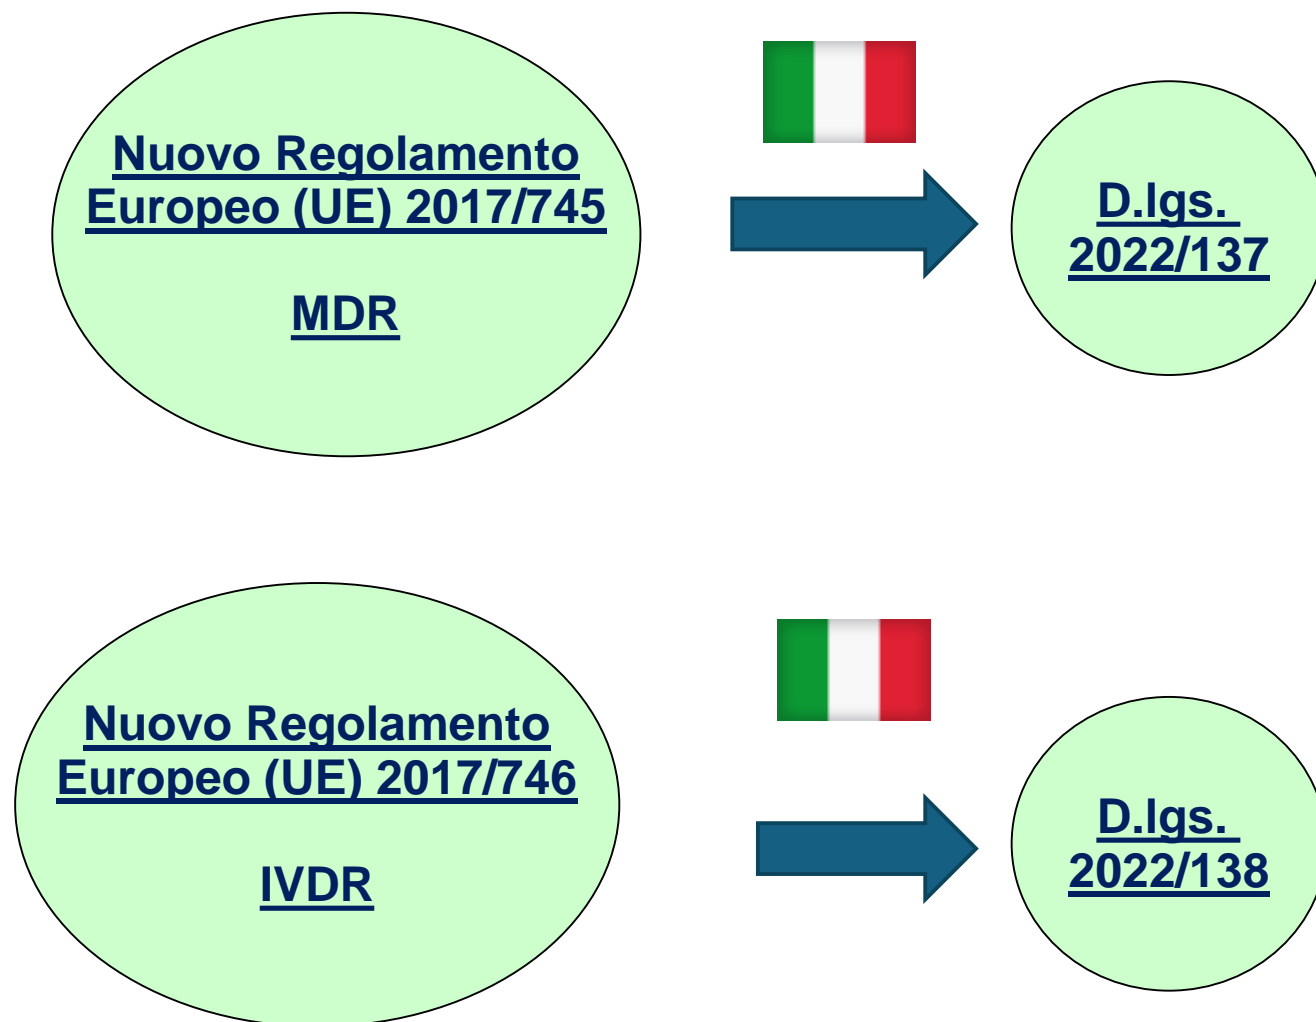 Nuovo Regolamento
Europeo (UE) 2017/745
MDR
D.lgs.
2022/137
Nuovo Regolamento
Europeo (UE) 2017/746
IVDR
D.lgs.
2022/138